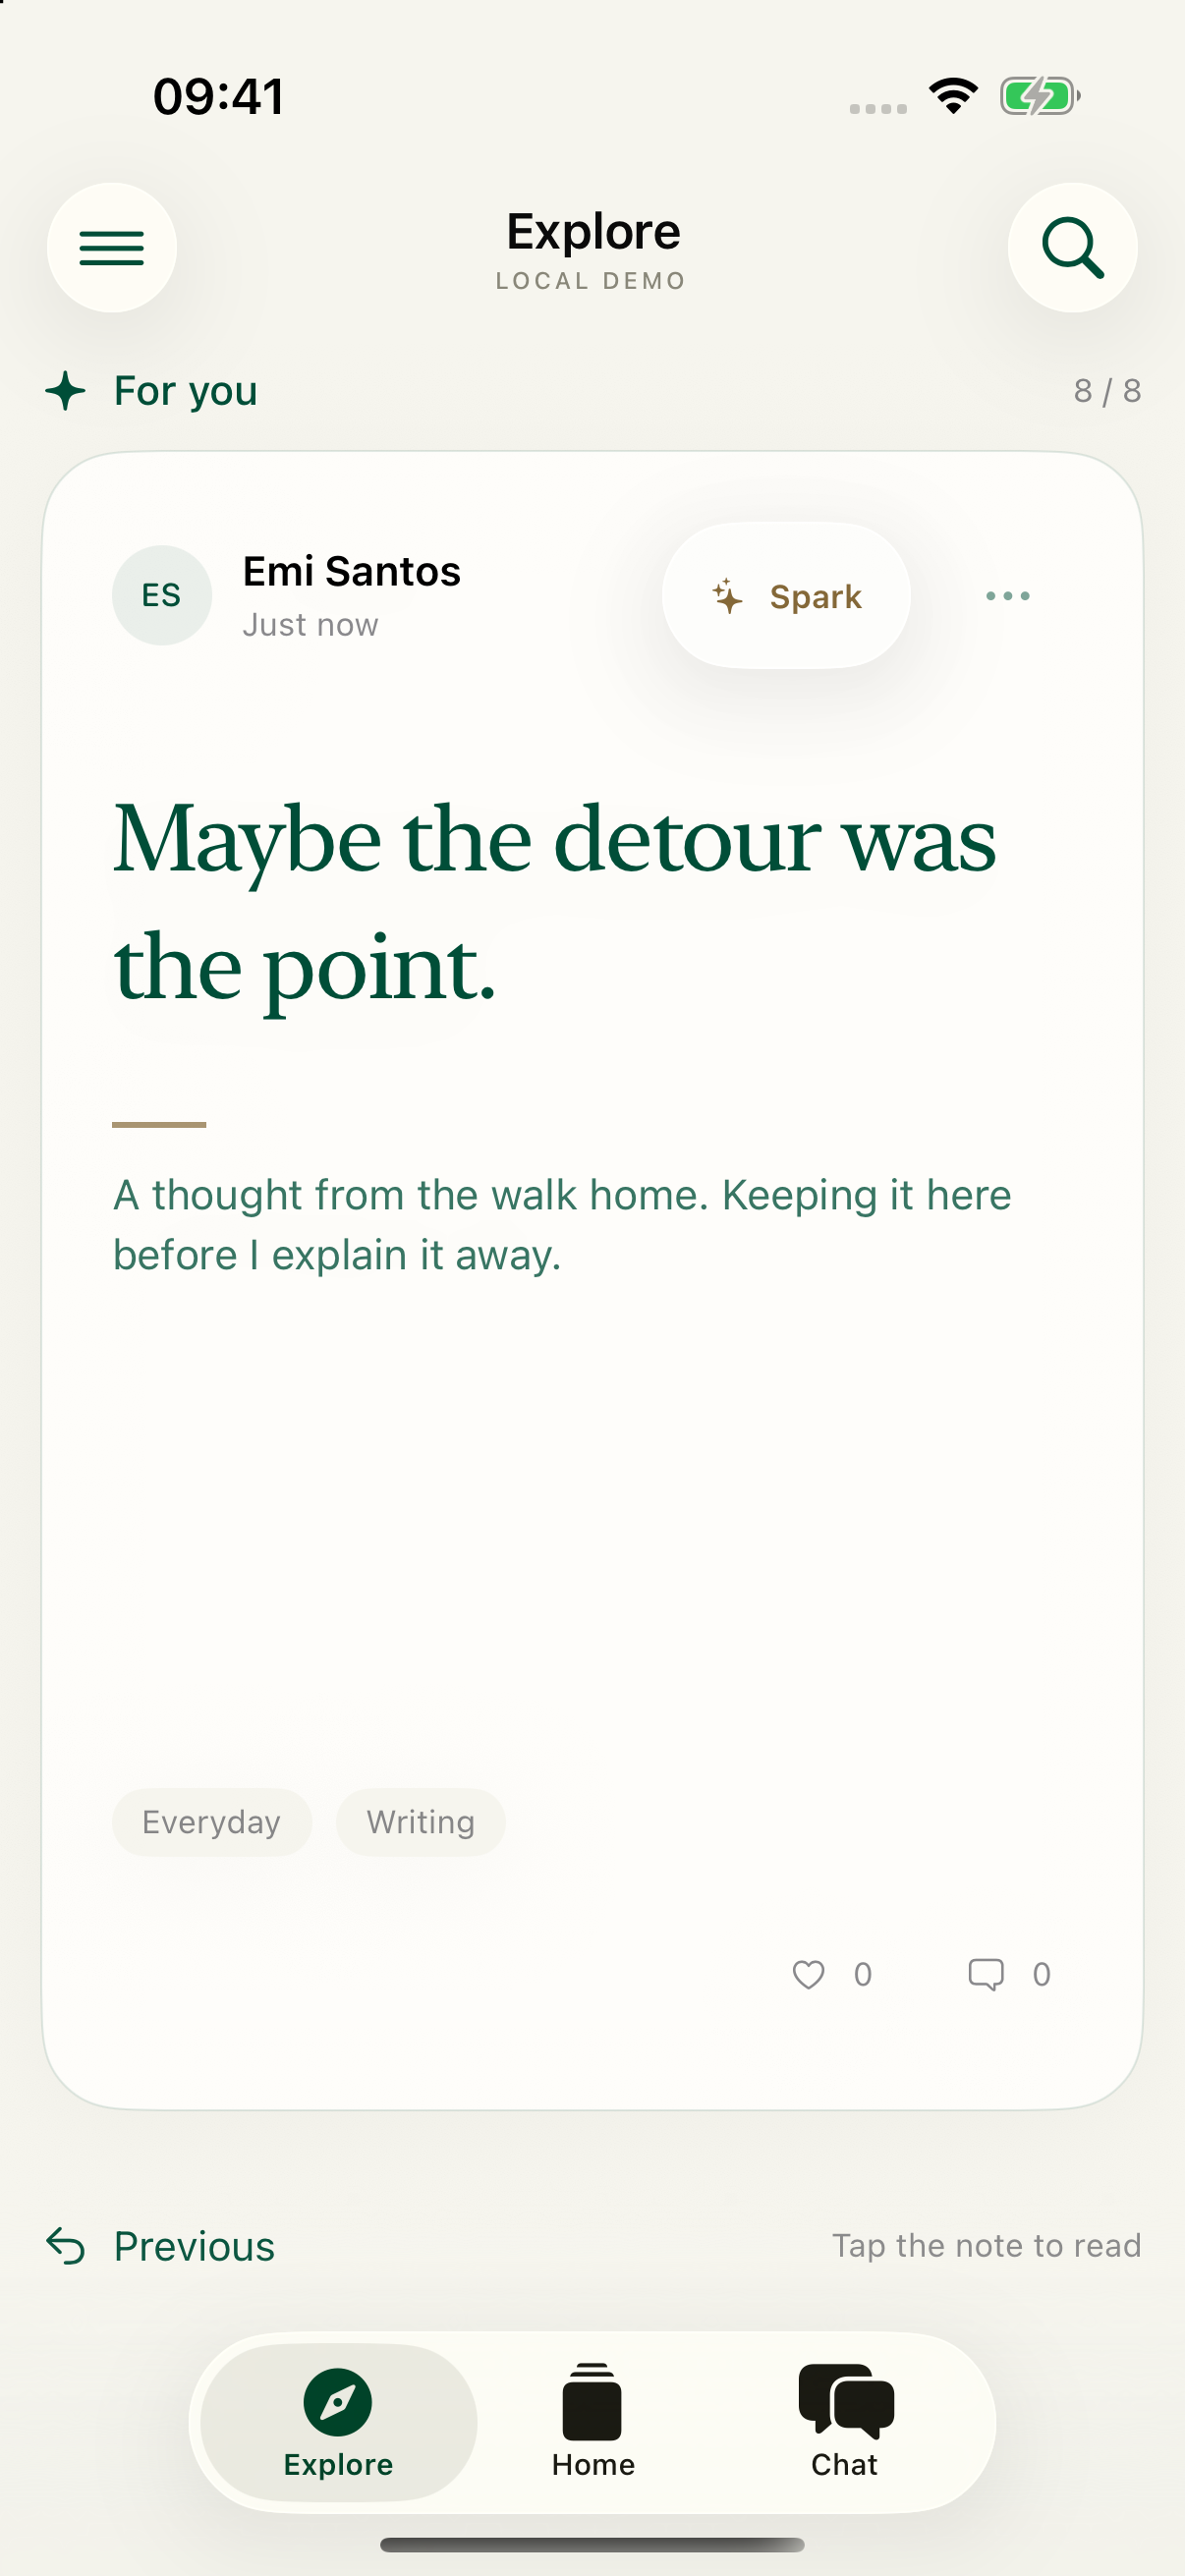 09:41
Explore
LOCAL DEMO
For you
8 / 8
ES
Emi Santos
Just now
Spark
Maybe the detour was
the point.
A thought from the walk home. Keeping it here
before I explain it away.
Everyday
Writing
0
0
Previous
Tap the note to read
Explore
Home
Chat